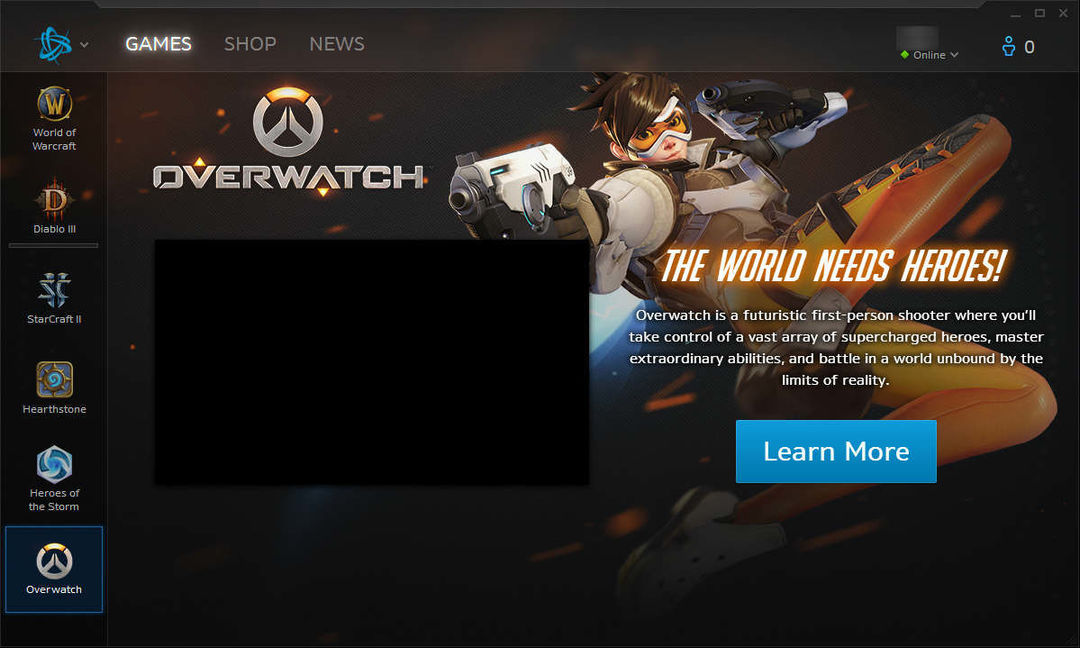 GAMES SHOP NEWS
Online
0
World of
Warcraft
Diablo III
StarCraft II
Hearthstone
Heroes of
the Storm
Overwatch
OVERWATCH
THE WORLD NEEDS HEROES!
Overwatch is a futuristic first-person shooter where you'll
take control of a vast array of supercharged heroes, master
extraordinary abilities, and battle in a world unbound by the
limits of reality.
Learn More